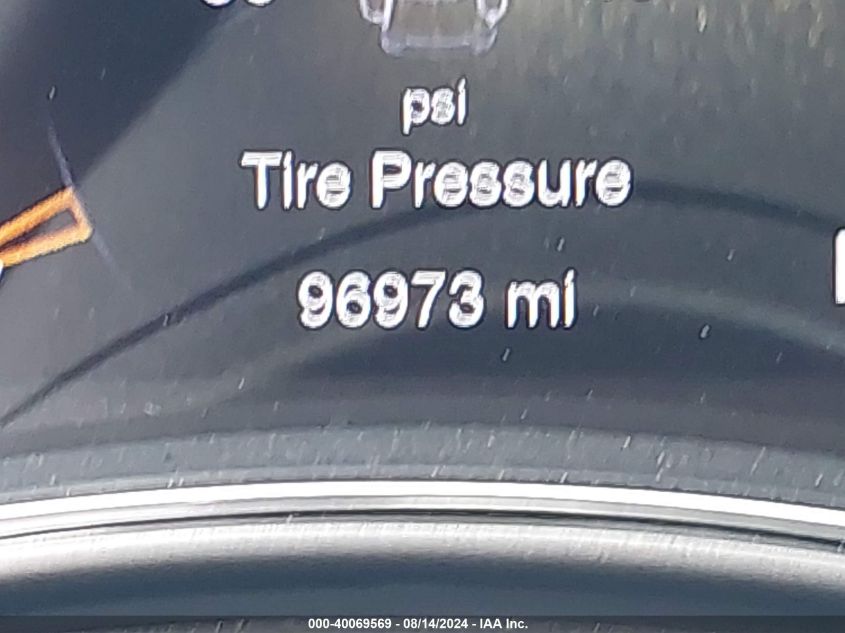 psi
Tire Pressure
96973 mi
000-40069569 - 08/14/2024 - IAA Inc.